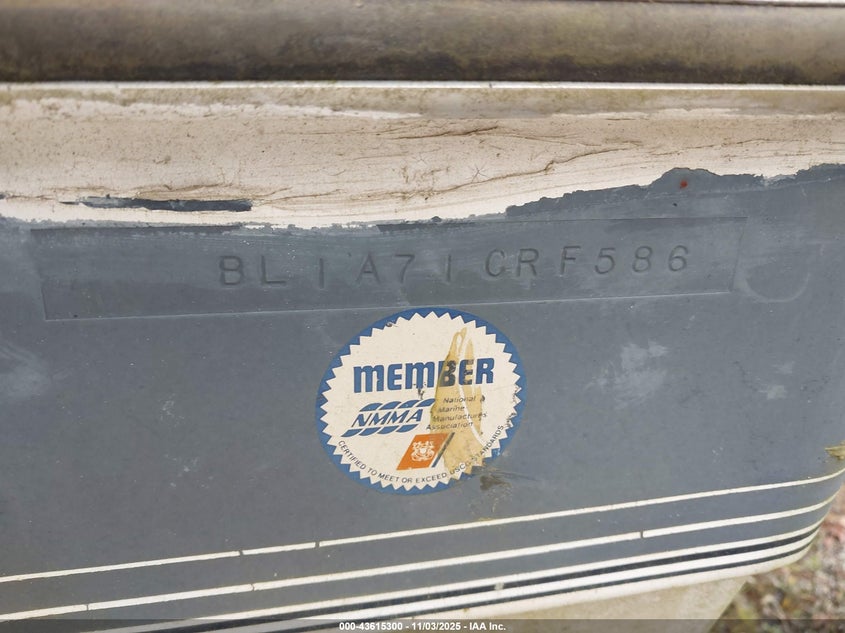 BL1A71CRF586
MEMBER
NMMA
National
Marine
Manufacturers
Association
CERTIFIED TO MEET OR EXCEED USCG STANDARDS
000-43615300 - 11/03/2025 - IAA Inc.